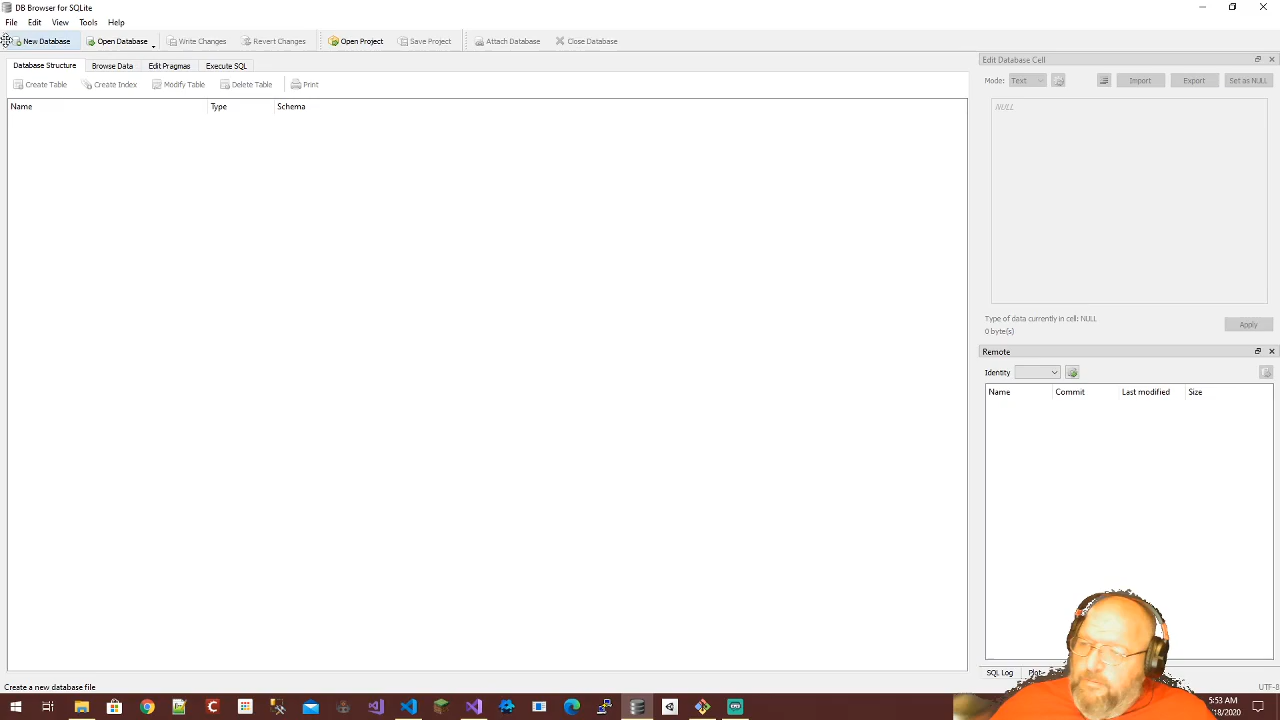 DB Browser for SQLite
File Edit View Tools Help
New Database Open Database Write Changes Revert Changes Open Project Save Project Attach Database Close Database
Database Structure Browse Data Edit Pragmas Execute SQL
Create Table Create Index Modify Table Delete Table Print
Name Type Schema
Edit Database Cell
Mode: Text Import Export Set as NULL
NULL
Type of data currently in cell: NULL
0 byte(s)
Apply
Remote
Identity
Name Commit Last modified Size
SQL Log
UTF-8
Create a new database file
5:53 AM
/18/2020